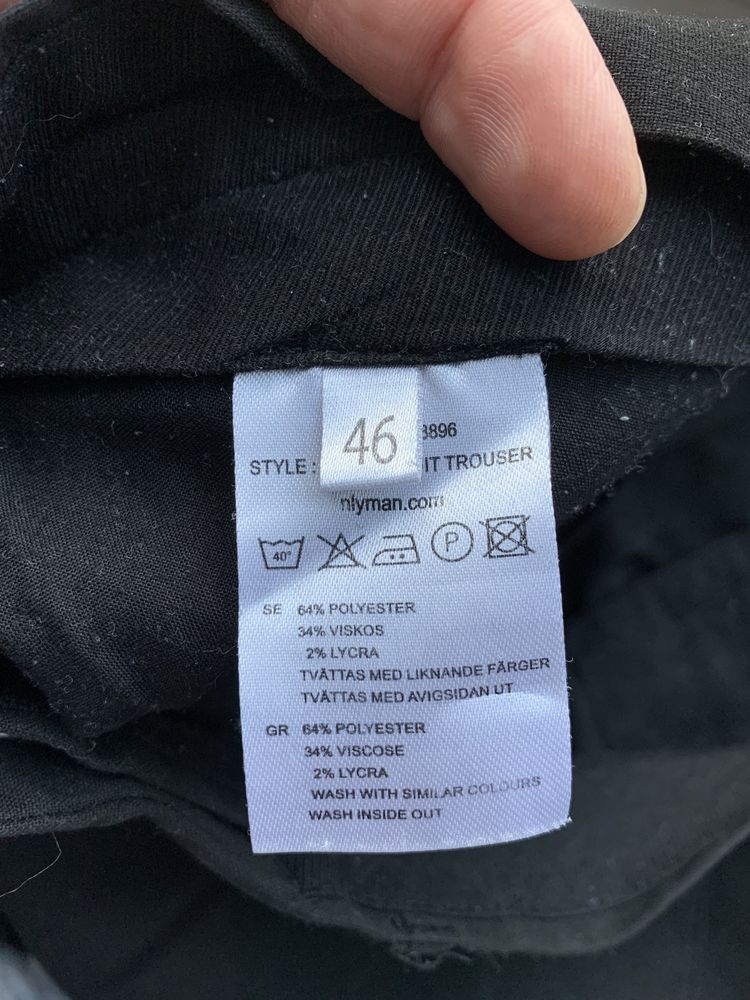 46
8896
STYLE : IT TROUSER
nlyman.com
40°
P
SE 64% POLYESTER
34% VISKOS
2% LYCRA
TVÄTTAS MED LIKNANDE FÄRGER
TVÄTTAS MED AVIGSIDAN UT
GR 64% POLYESTER
34% VISCOSE
2% LYCRA
WASH WITH SIMILAR COLOURS
WASH INSIDE OUT